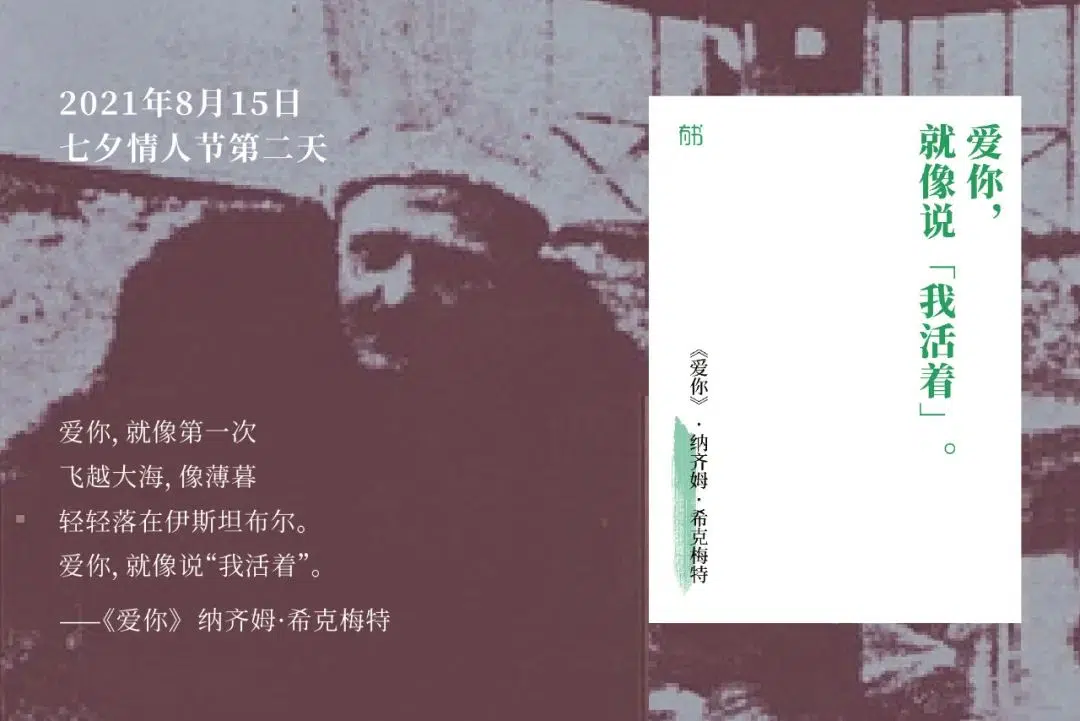 2021年8月15日
七夕情人节第二天
爱你, 就像第一次
飞越大海, 像薄暮
轻轻落在伊斯坦布尔。
爱你, 就像说“我活着”。
——《爱你》 纳齐姆·希克梅特
有书
爱你，
就像说「我活着」。
《爱你》·纳齐姆·希克梅特